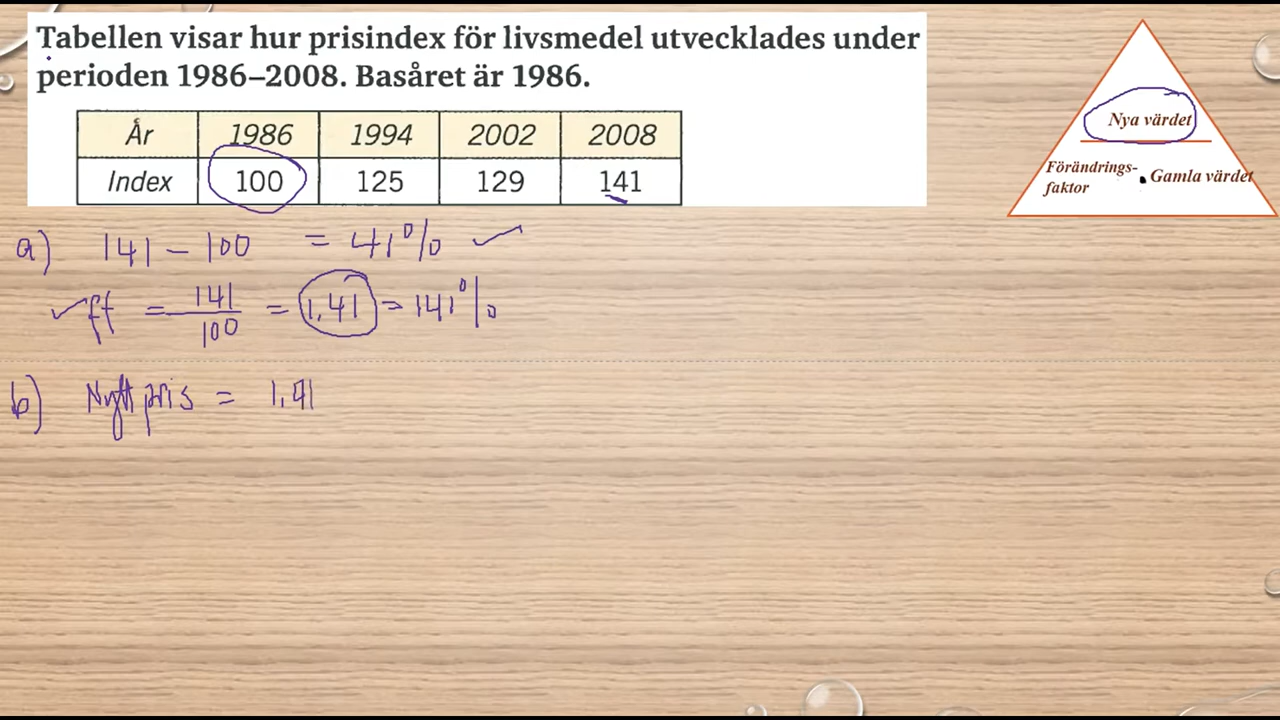 Tabellen visar hur prisindex för livsmedel utvecklades under
perioden 1986–2008. Basåret är 1986.
År 1986 1994 2002 2008
Index 100 125 129 141
Nya värdet
Förändrings-
faktor . Gamla värdet
a) 141 - 100 = 41% ✓
✓ ff = 141/100 = 1,41 = 141%
b) Nytt pris = 1,41